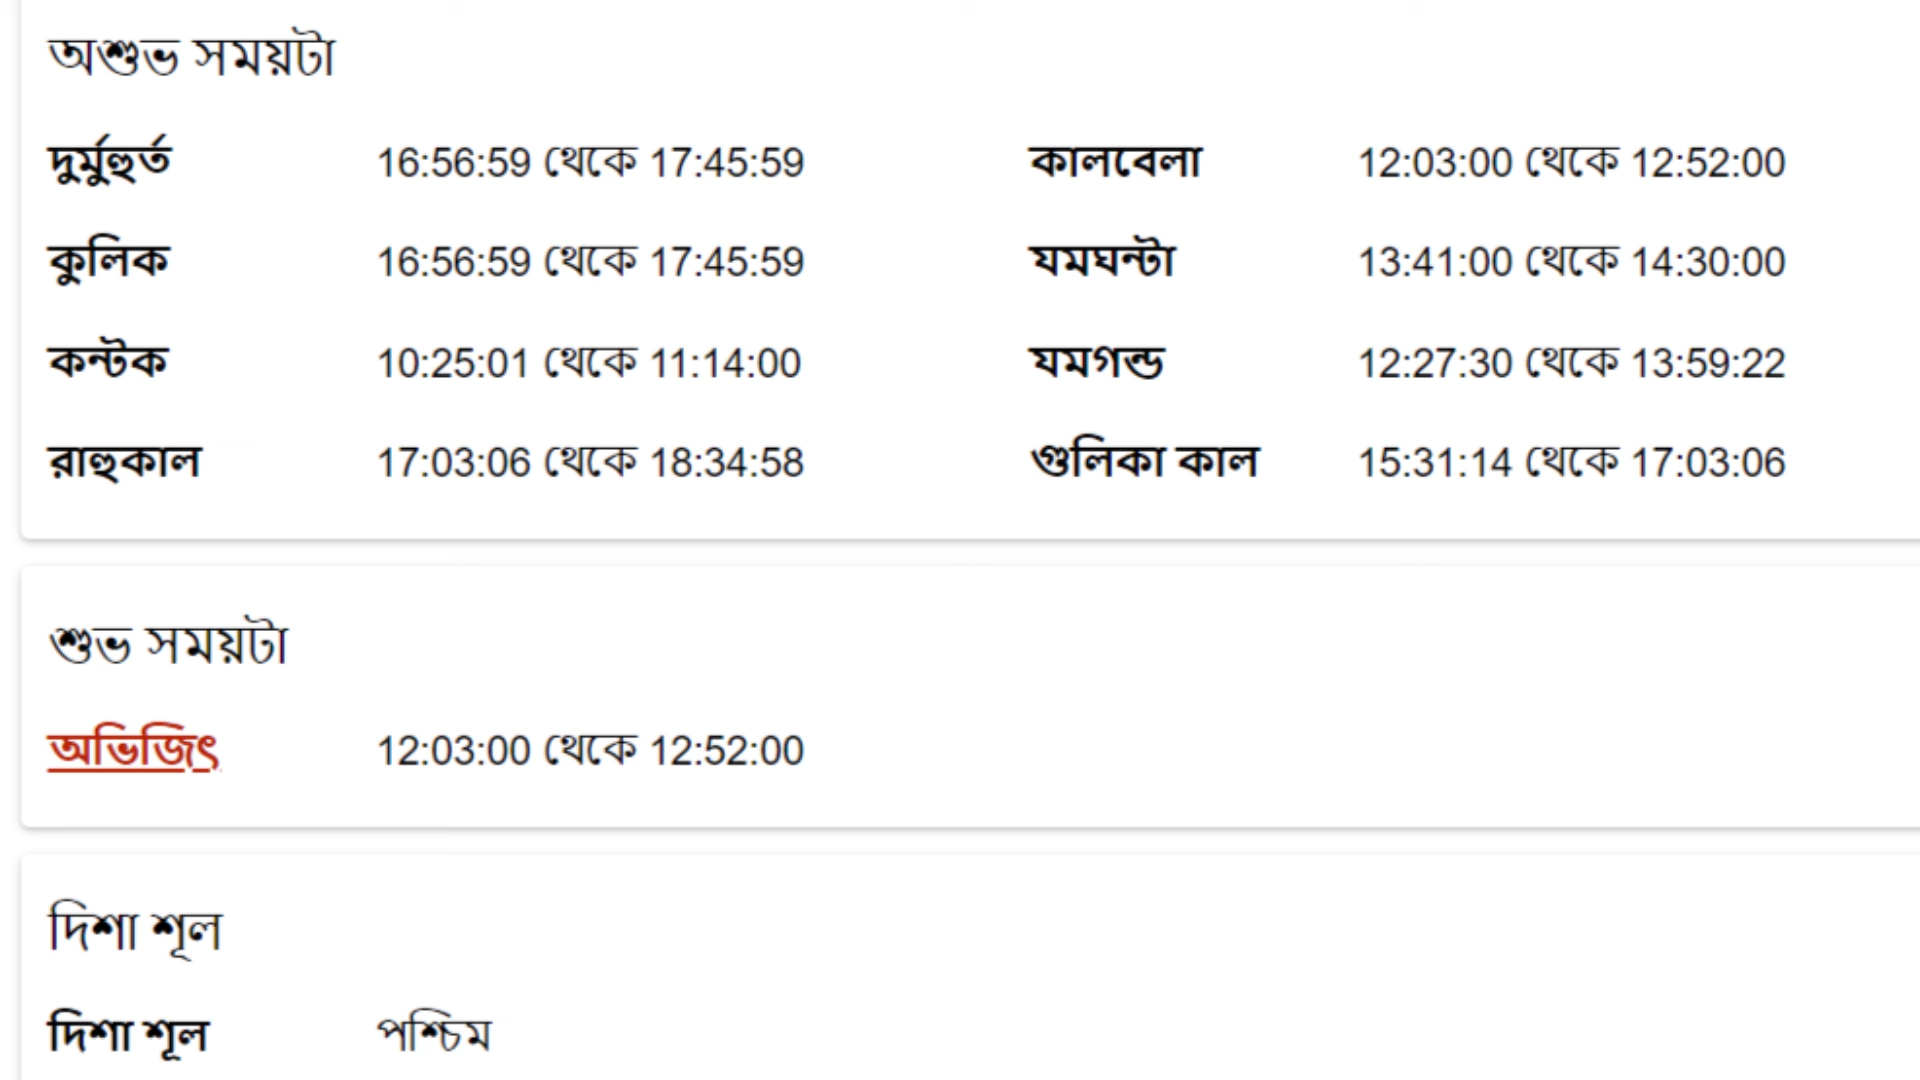 অশুভ সময়টা
দুর্মুহুর্ত 16:56:59 থেকে 17:45:59 কালবেলা 12:03:00 থেকে 12:52:00
কুলিক 16:56:59 থেকে 17:45:59 যমঘন্টা 13:41:00 থেকে 14:30:00
কন্টক 10:25:01 থেকে 11:14:00 যমগন্ড 12:27:30 থেকে 13:59:22
রাহুকাল 17:03:06 থেকে 18:34:58 গুলিকা কাল 15:31:14 থেকে 17:03:06
শুভ সময়টা
অভিজিৎ 12:03:00 থেকে 12:52:00
দিশা শূল
দিশা শূল পশ্চিম